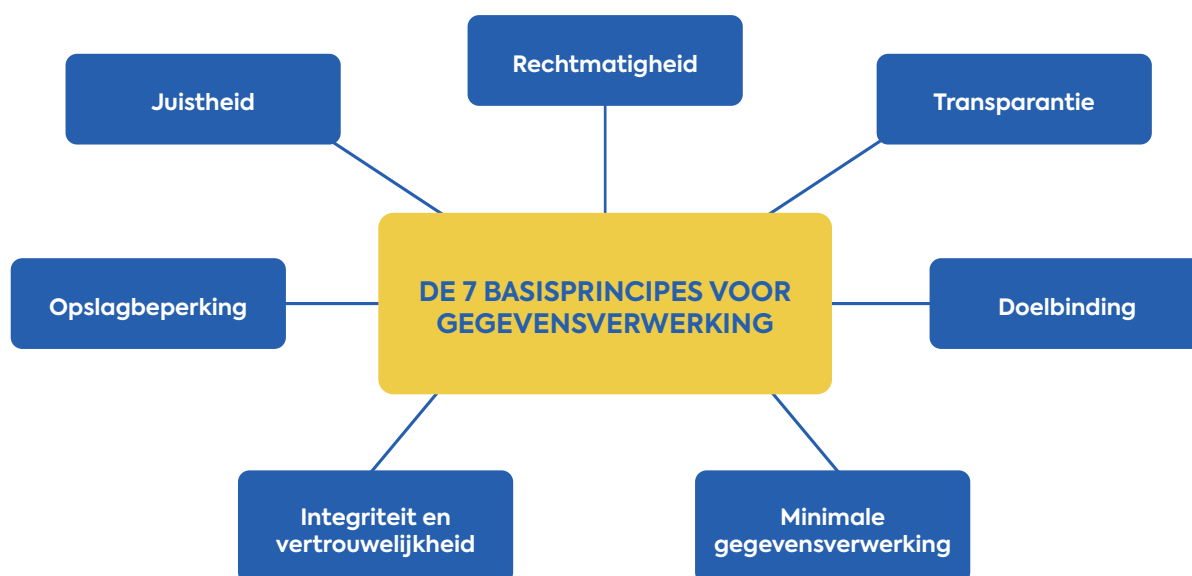 Rechtmatigheid
Juistheid
Transparantie
DE 7 BASISPRINCIPES VOOR
GEGEVENSVERWERKING
Opslagbeperking
Doelbinding
Integriteit en
vertrouwelijkheid
Minimale
gegevensverwerking